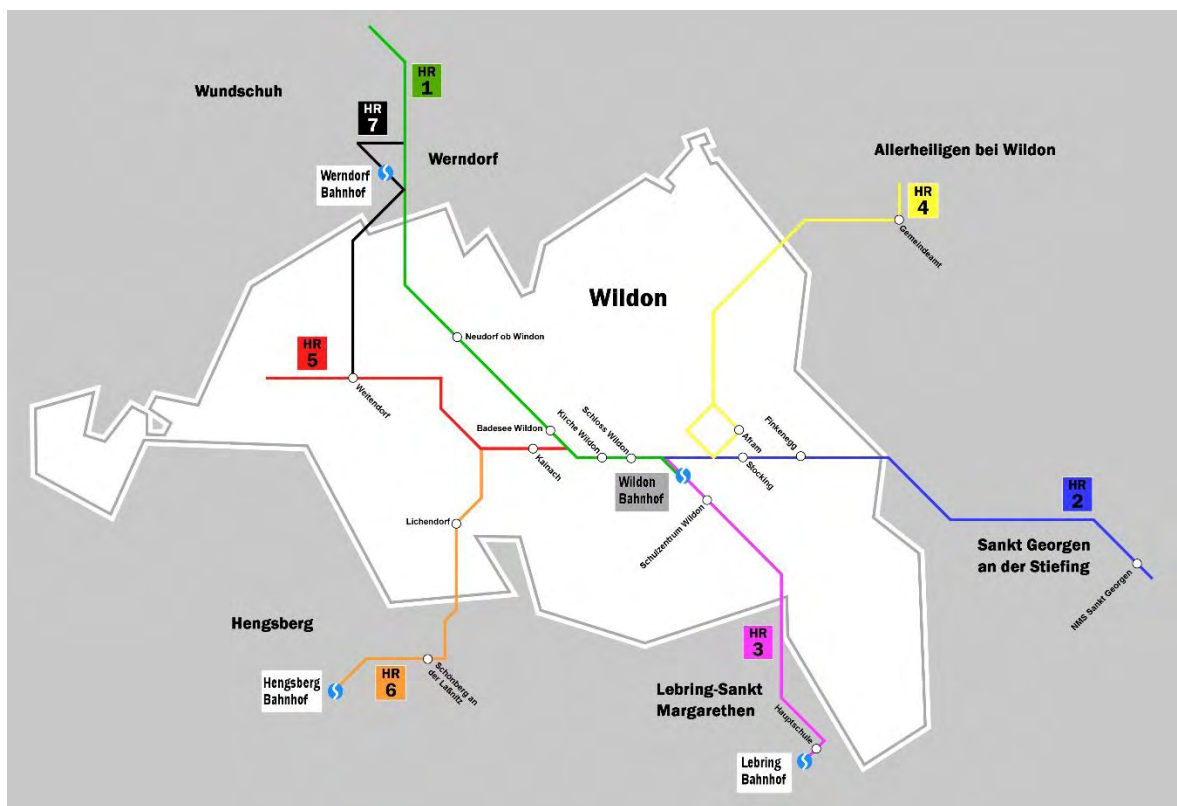 HR
1
Wundschuh
HR
7
Werndorf
Werndorf
Bahnhof
Allerheiligen bei Wildon
HR
4
Gemeindeamt
Wildon
Neudorf ob Windon
HR
5
Weitendorf
Badesee Wildon
Kainach
Kirche Wildon
Schloss Wildon
Wildon
Bahnhof
Afram
Stocking
Finkenegg
Schulzentrum Wildon
HR
2
Sankt Georgen
an der Stiefing
NMS Sankt Georgen
Lichendorf
Hengsberg
Hengsberg
Bahnhof
HR
6
Schönberg an
der Laßnitz
HR
3
Lebring-Sankt
Margarethen
Hauptschule
Lebring
Bahnhof